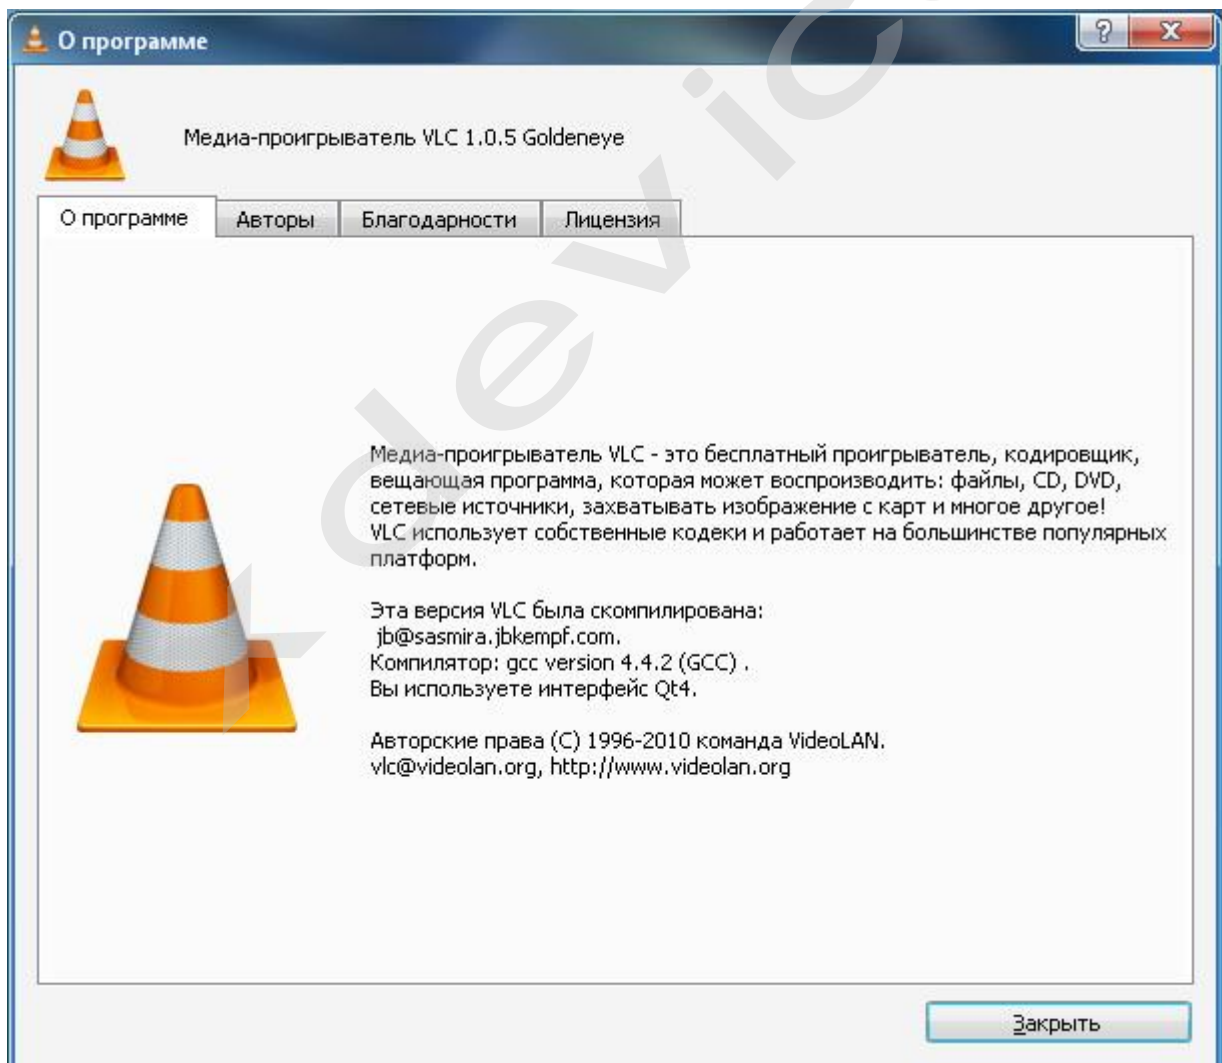 О программе
Медиа-проигрыватель VLC 1.0.5 Goldeneye
О программе
Авторы
Благодарности
Лицензия
Медиа-проигрыватель VLC - это бесплатный проигрыватель, кодировщик,
вещающая программа, которая может воспроизводить: файлы, CD, DVD,
сетевые источники, захватывать изображение с карт и многое другое!
VLC использует собственные кодеки и работает на большинстве популярных
платформ.
Эта версия VLC была скомпилирована:
jb@sasmira.jbkempf.com.
Компилятор: gcc version 4.4.2 (GCC) .
Вы используете интерфейс Qt4.
Авторские права (C) 1996-2010 команда VideoLAN.
vlc@videolan.org, http://www.videolan.org
Закрыть